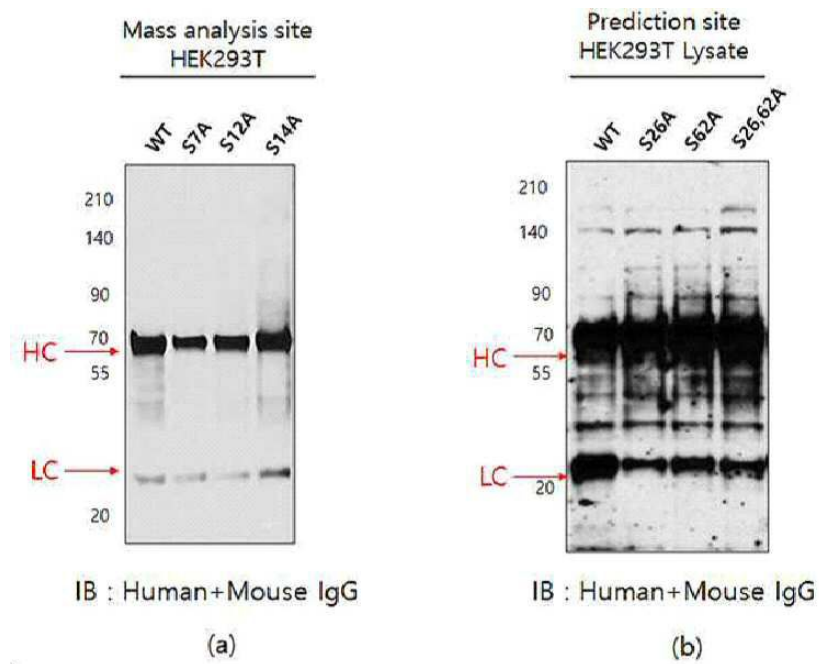 Mass analysis site
HEK293T
WT S7A S12A S14A
210
140
90
70
HC
55
LC
20
IB : Human+Mouse IgG
(a)
Prediction site
HEK293T Lysate
WT S26A S62A S26,62A
210
140
90
70
HC
55
LC
20
IB : Human+Mouse IgG
(b)